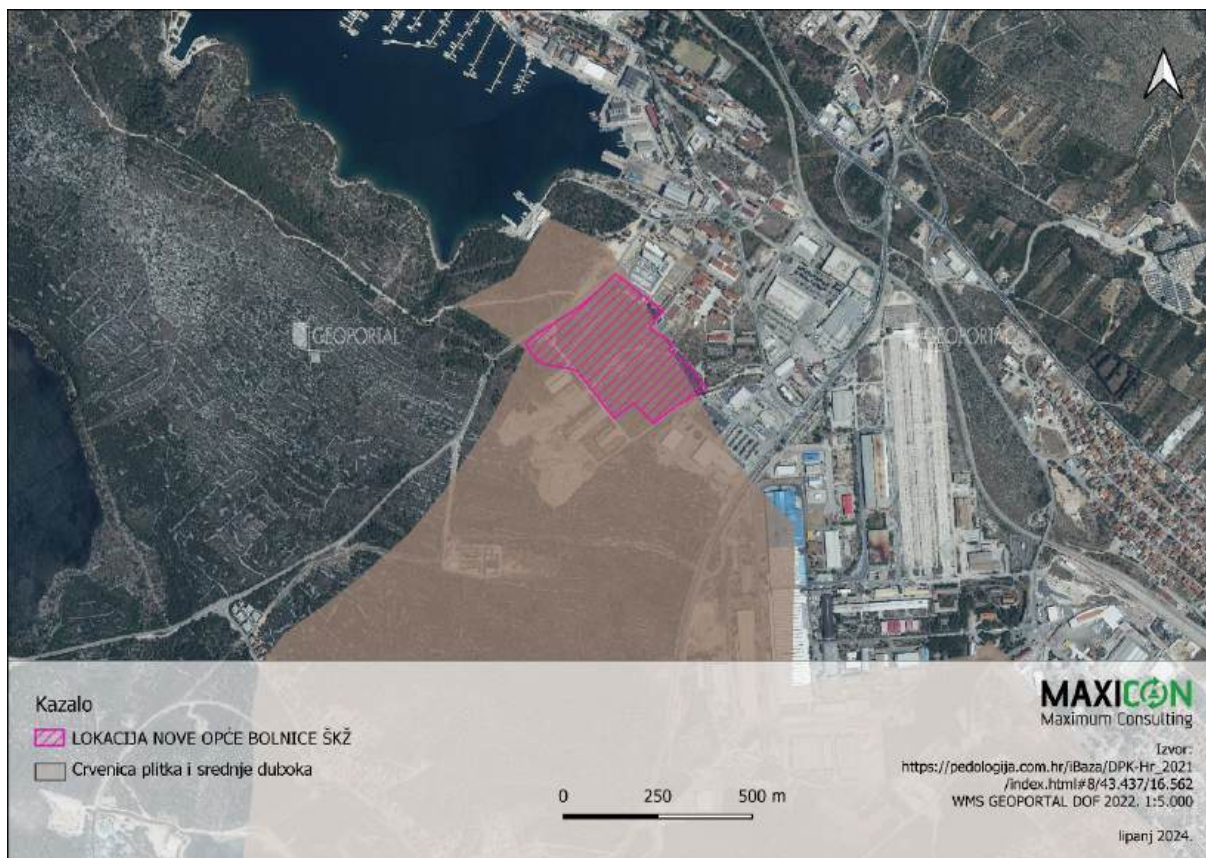 GEOPORTAL
GEOPORTAL
Kazalo
LOKACIJA NOVE OPĆE BOLNICE ŠKŽ
Crvenica plitka i srednje duboka
0 250 500 m
MAXICON
Maximum Consulting
Izvor:
https://pedologija.com.hr/iBaza/DPK-Hr_2021
/index.html#8/43.437/16.562
WMS GEOPORTAL DOF 2022. 1:5.000
lipanj 2024.